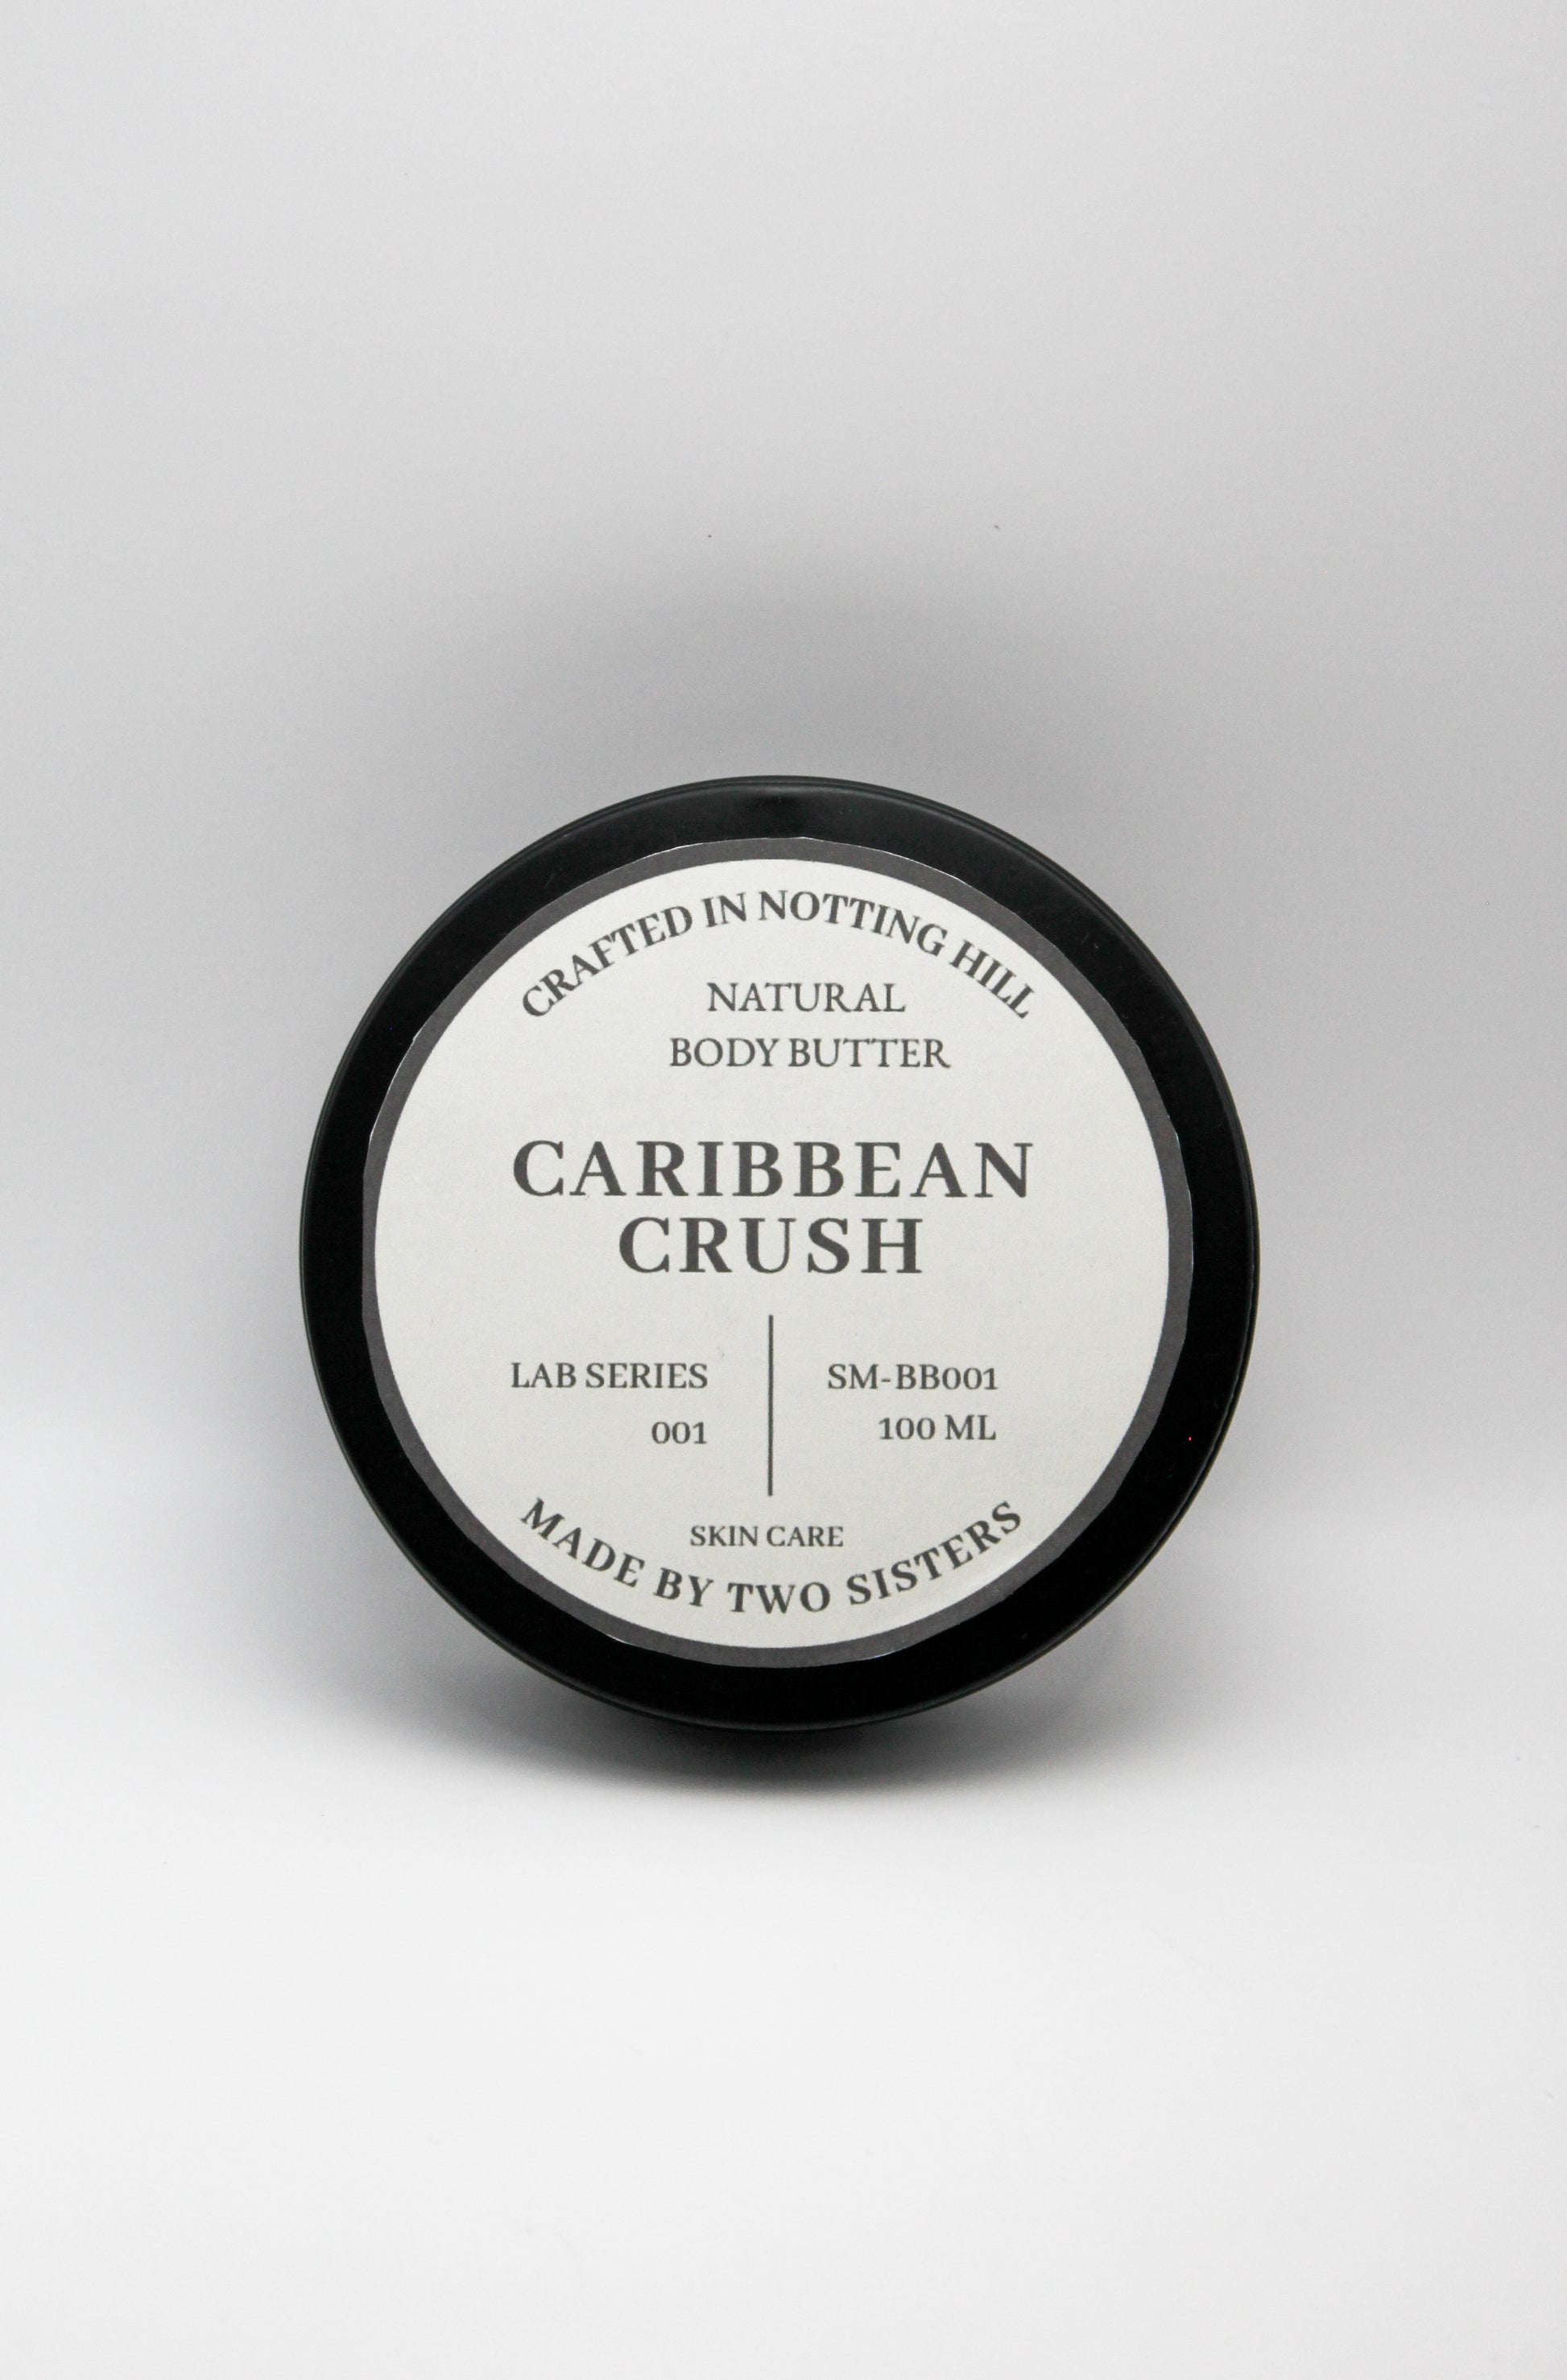 CRAFTED IN NOTTING HILL
NATURAL
BODY BUTTER
CARIBBEAN
CRUSH
LAB SERIES
001
SM-BB001
100 ML
SKIN CARE
MADE BY TWO SISTERS